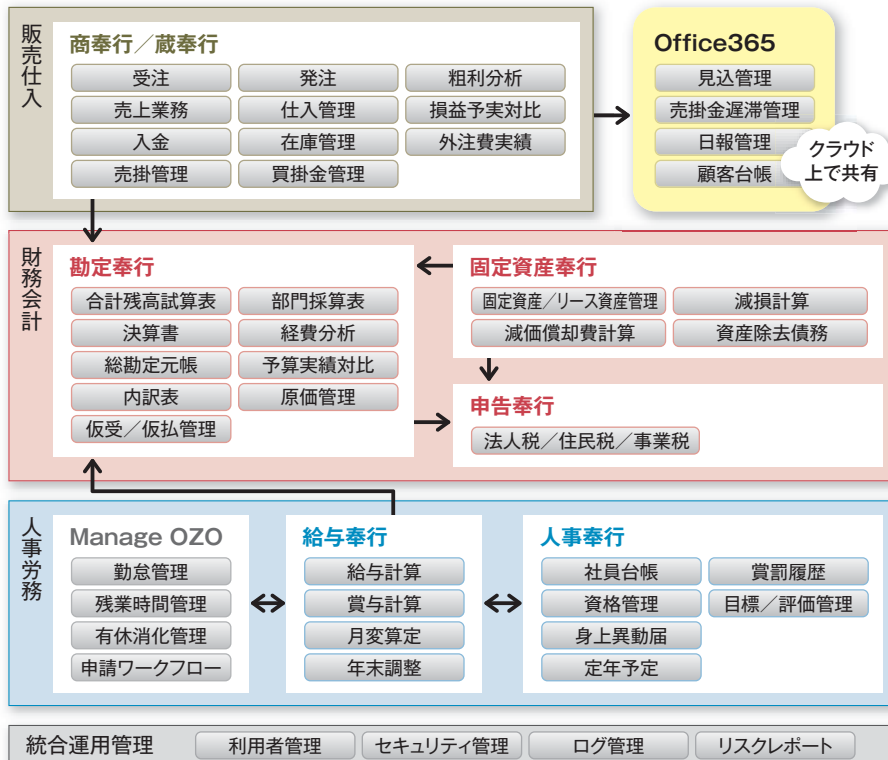 販売仕入
商奉行／蔵奉行
受注
発注
粗利分析
売上業務
仕入管理
損益予実対比
入金
在庫管理
外注費実績
売掛管理
買掛金管理
Office365
見込管理
売掛金遅滞管理
日報管理
顧客台帳
クラウド
上で共有
財務会計
勘定奉行
合計残高試算表
部門採算表
決算書
経費分析
総勘定元帳
予算実績対比
内訳表
原価管理
仮受／仮払管理
固定資産奉行
固定資産／リース資産管理
減損計算
減価償却費計算
資産除去債務
申告奉行
法人税／住民税／事業税
人事労務
Manage OZO
勤怠管理
残業時間管理
有休消化管理
申請ワークフロー
給与奉行
給与計算
賞与計算
月変算定
年末調整
人事奉行
社員台帳
賞罰履歴
資格管理
目標／評価管理
身上異動届
定年予定
統合運用管理
利用者管理
セキュリティ管理
ログ管理
リスクレポート